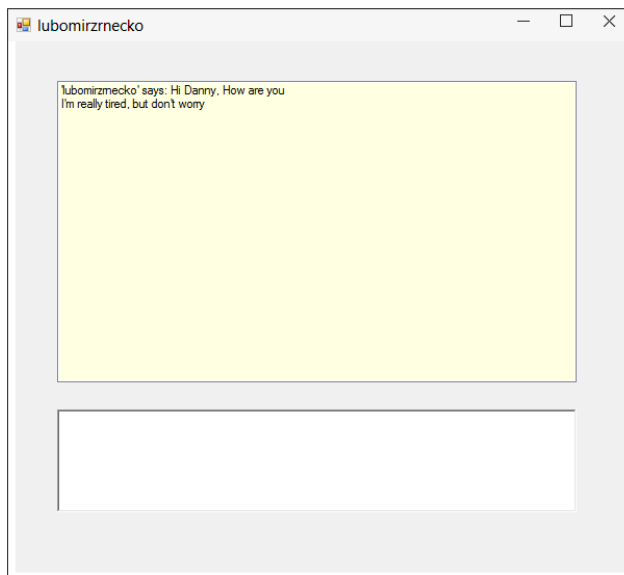 lubomirzrnecko
'lubomirzrnecko' says: Hi Danny, How are you
I'm really tired, but don't worry